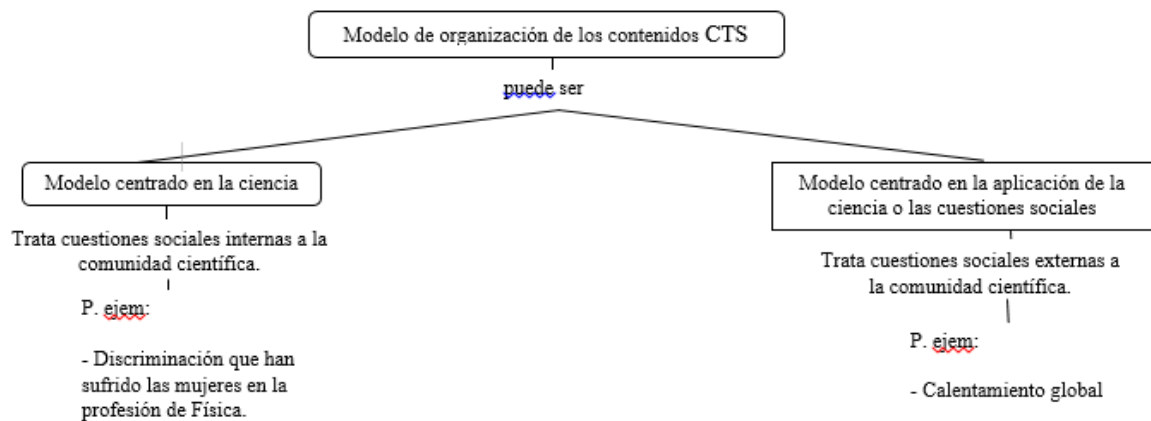 Modelo de organización de los contenidos CTS
puede ser
Modelo centrado en la ciencia
Trata cuestiones sociales internas a la
comunidad científica.
P. ejem:
- Discriminación que han
sufrido las mujeres en la
profesión de Física.
Modelo centrado en la aplicación de la
ciencia o las cuestiones sociales
Trata cuestiones sociales externas a
la comunidad científica.
P. ejem:
- Calentamiento global